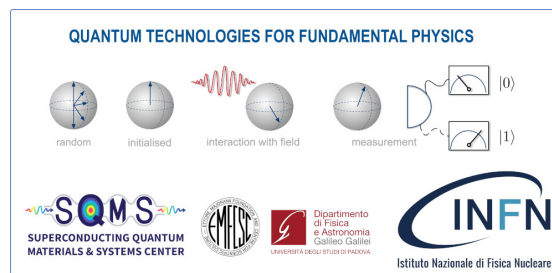 QUANTUM TECHNOLOGIES FOR FUNDAMENTAL PHYSICS
|0⟩
random
initialised
interaction with field
measurement
|1⟩
SQMS
SUPERCONDUCTING QUANTUM
MATERIALS & SYSTEMS CENTER
EMFCSC
Dipartimento
di Fisica
e Astronomia
Galileo Galilei
UNIVERSITÀ DEGLI STUDI DI PADOVA
INFN
Istituto Nazionale di Fisica Nucleare